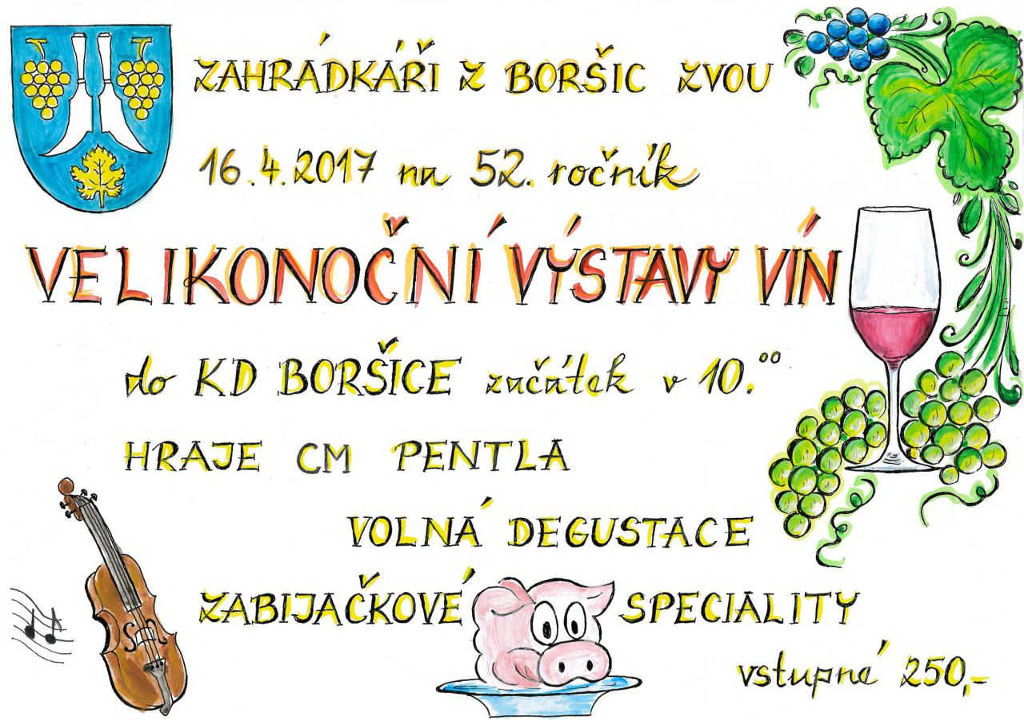 ZAHRÁDKÁŘI Z BORŠIC ZVOU
16.4.2017 na 52. ročník
VELIKONOČNÍ VÝSTAVY VÍN
do KD BORŠICE začátek v 10.°°
HRAJE CM PENTLA
VOLNÁ DEGUSTACE
ZABIJAČKOVÉ SPECIALITY
vstupné 250,-